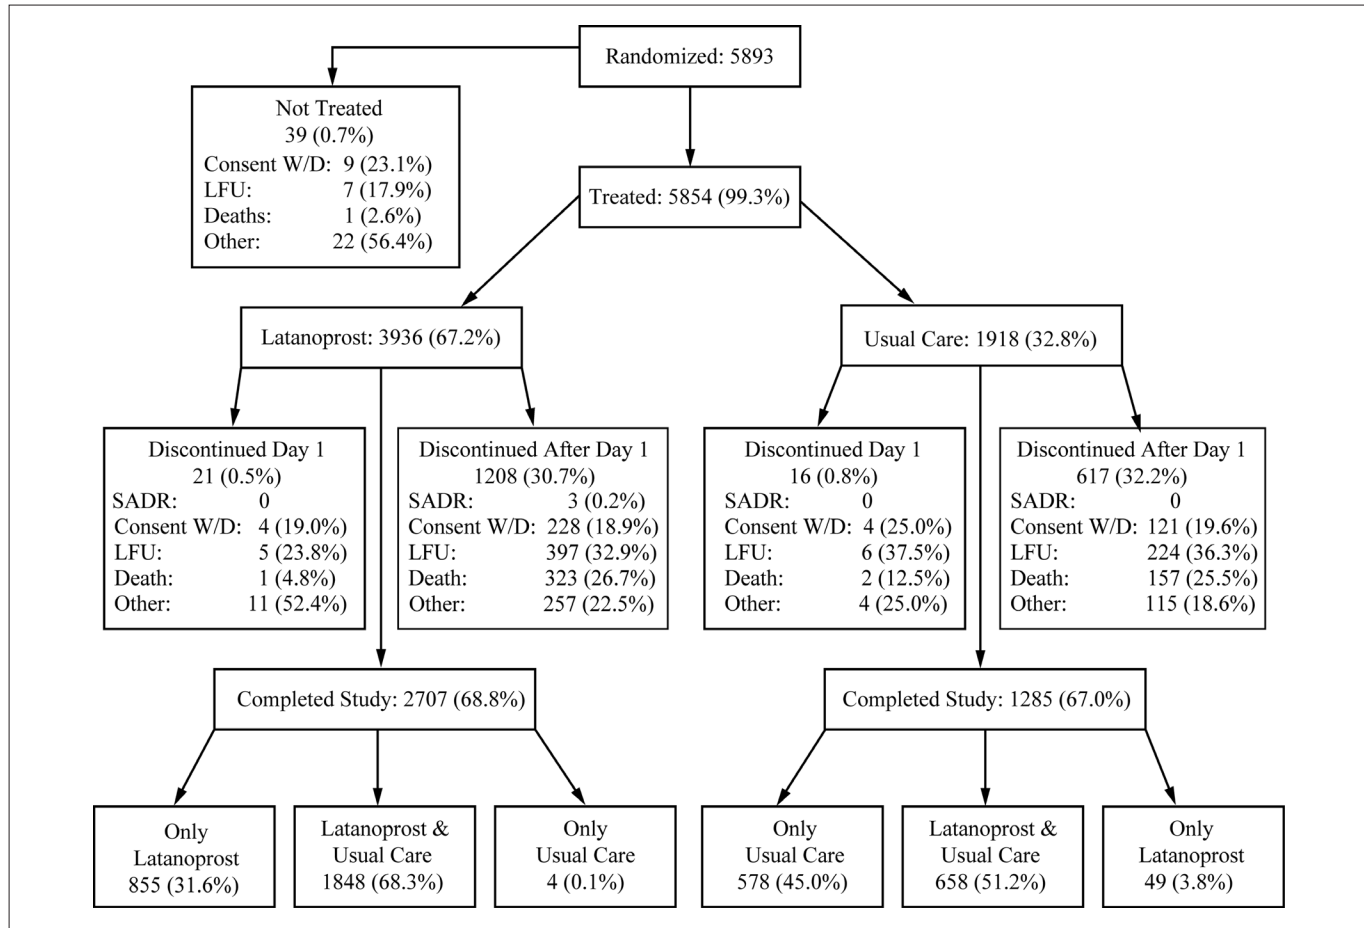 Randomized: 5893
Not Treated
39 (0.7%)
Consent W/D: 9 (23.1%)
LFU: 7 (17.9%)
Deaths: 1 (2.6%)
Other: 22 (56.4%)
Treated: 5854 (99.3%)
Latanoprost: 3936 (67.2%)
Usual Care: 1918 (32.8%)
Discontinued Day 1
21 (0.5%)
SADR: 0
Consent W/D: 4 (19.0%)
LFU: 5 (23.8%)
Death: 1 (4.8%)
Other: 11 (52.4%)
Discontinued After Day 1
1208 (30.7%)
SADR: 3 (0.2%)
Consent W/D: 228 (18.9%)
LFU: 397 (32.9%)
Death: 323 (26.7%)
Other: 257 (22.5%)
Discontinued Day 1
16 (0.8%)
SADR: 0
Consent W/D: 4 (25.0%)
LFU: 6 (37.5%)
Death: 2 (12.5%)
Other: 4 (25.0%)
Discontinued After Day 1
617 (32.2%)
SADR: 0
Consent W/D: 121 (19.6%)
LFU: 224 (36.3%)
Death: 157 (25.5%)
Other: 115 (18.6%)
Completed Study: 2707 (68.8%)
Completed Study: 1285 (67.0%)
Only
Latanoprost
855 (31.6%)
Latanoprost &
Usual Care
1848 (68.3%)
Only
Usual Care
4 (0.1%)
Only
Usual Care
578 (45.0%)
Latanoprost &
Usual Care
658 (51.2%)
Only
Latanoprost
49 (3.8%)